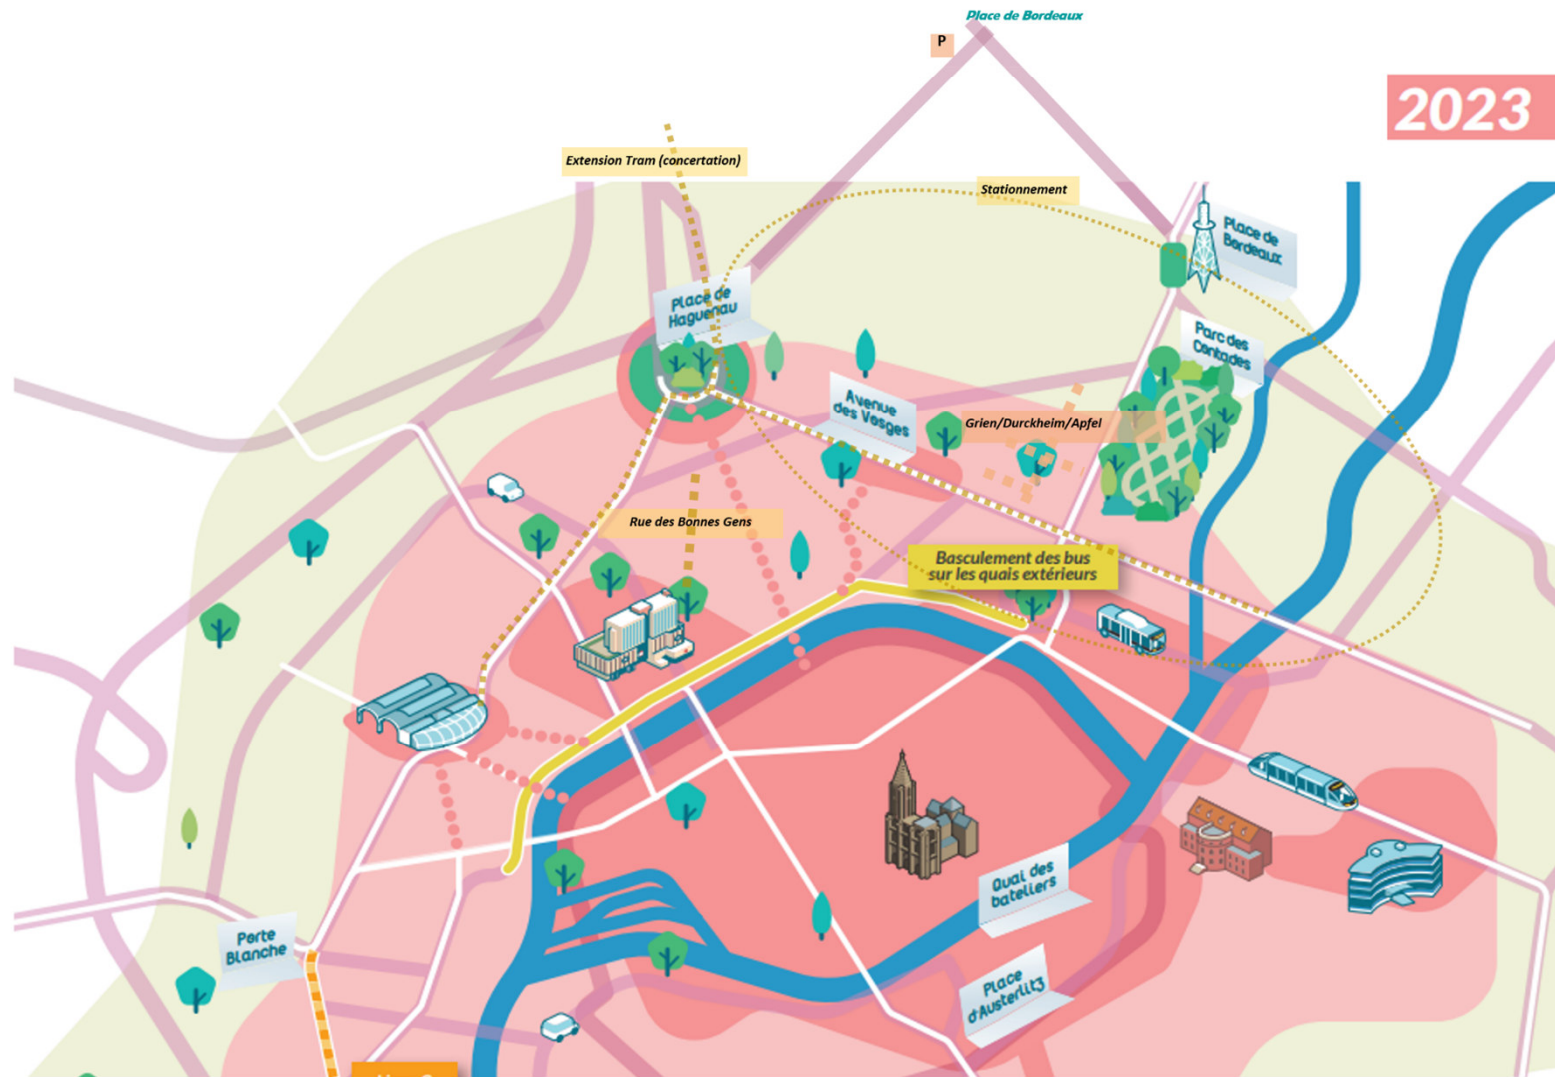 Place de Bordeaux
P
2023
Extension Tram (concertation)
Stationnement
Place de
Bordeaux
Place de
Haguenau
Parc des
Contades
Avenue
des Vosges
Grien/Durckheim/Apfel
Rue des Bonnes Gens
Basculement des bus
sur les quais extérieurs
Quai des
bateliers
Porte
Blanche
Place
d'Austerlitz